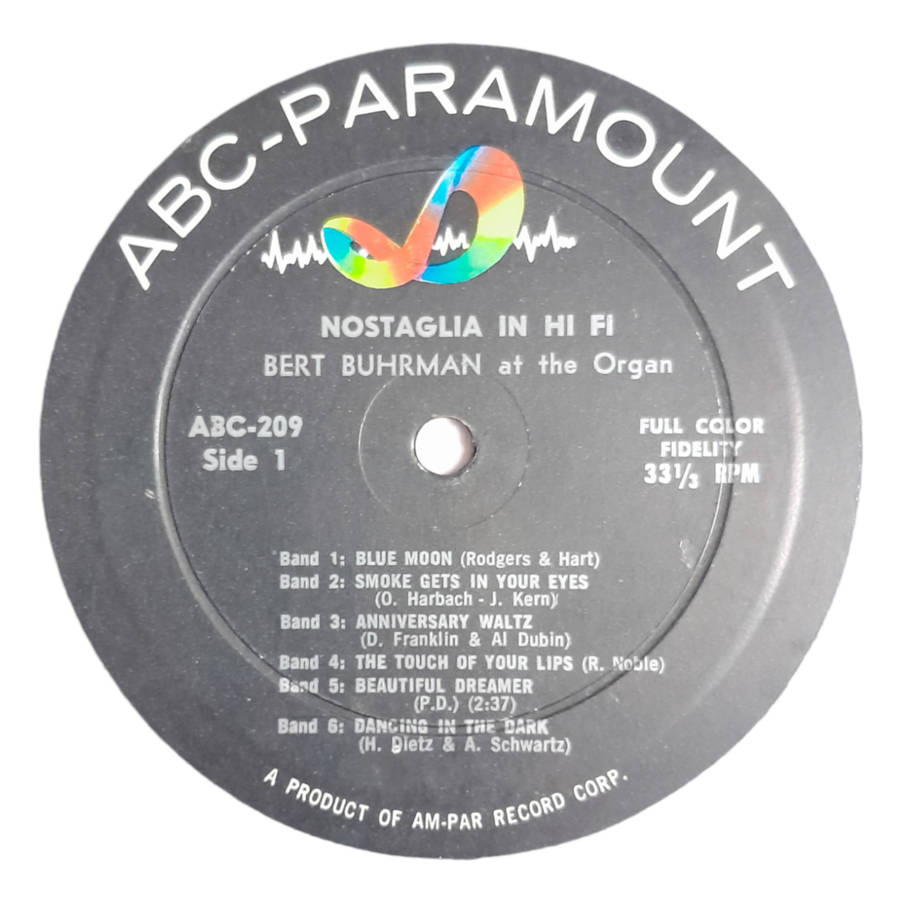 ABC-PARAMOUNT
NOSTAGLIA IN HI FI
BERT BUHRMAN at the Organ
ABC-209
Side 1
FULL COLOR
FIDELITY
33⅓ RPM
Band 1: BLUE MOON (Rodgers & Hart)
Band 2: SMOKE GETS IN YOUR EYES
(O. Harbach - J. Kern)
Band 3: ANNIVERSARY WALTZ
(D. Franklin & Al Dubin)
Band 4: THE TOUCH OF YOUR LIPS (R. Noble)
Band 5: BEAUTIFUL DREAMER
(P.D.) (2:37)
Band 6: DANCING IN THE DARK
(H. Dietz & A. Schwartz)
A PRODUCT OF AM-PAR RECORD CORP.